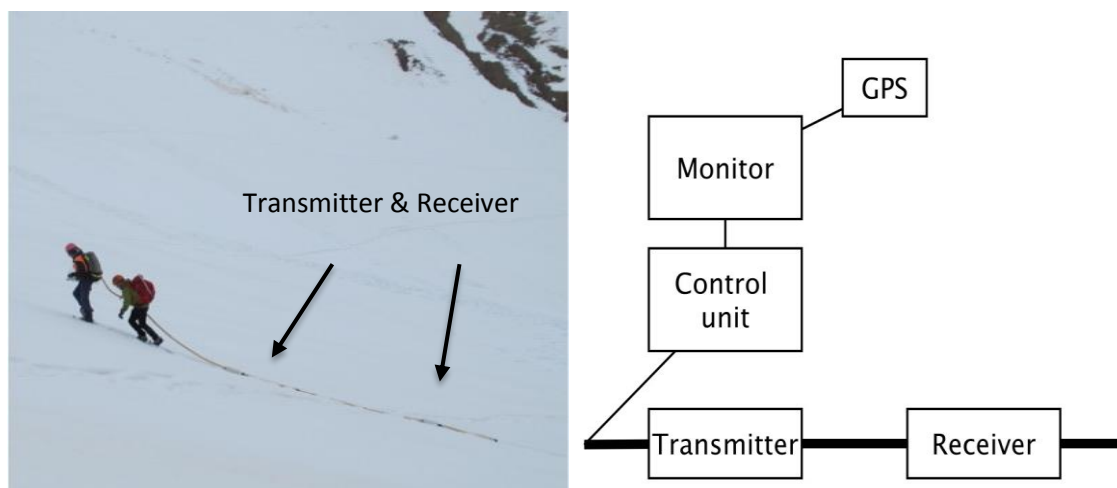 Transmitter & Receiver
GPS
Monitor
Control
unit
Transmitter
Receiver